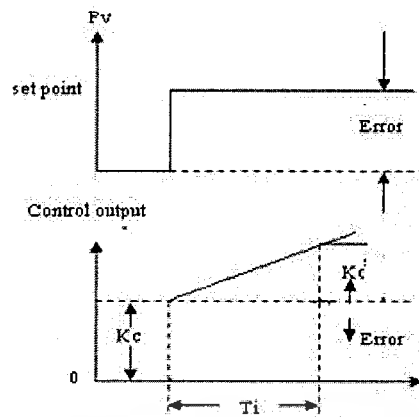 Pv
set point
Error
Control output
Kc
Kc
Error
0
Ti